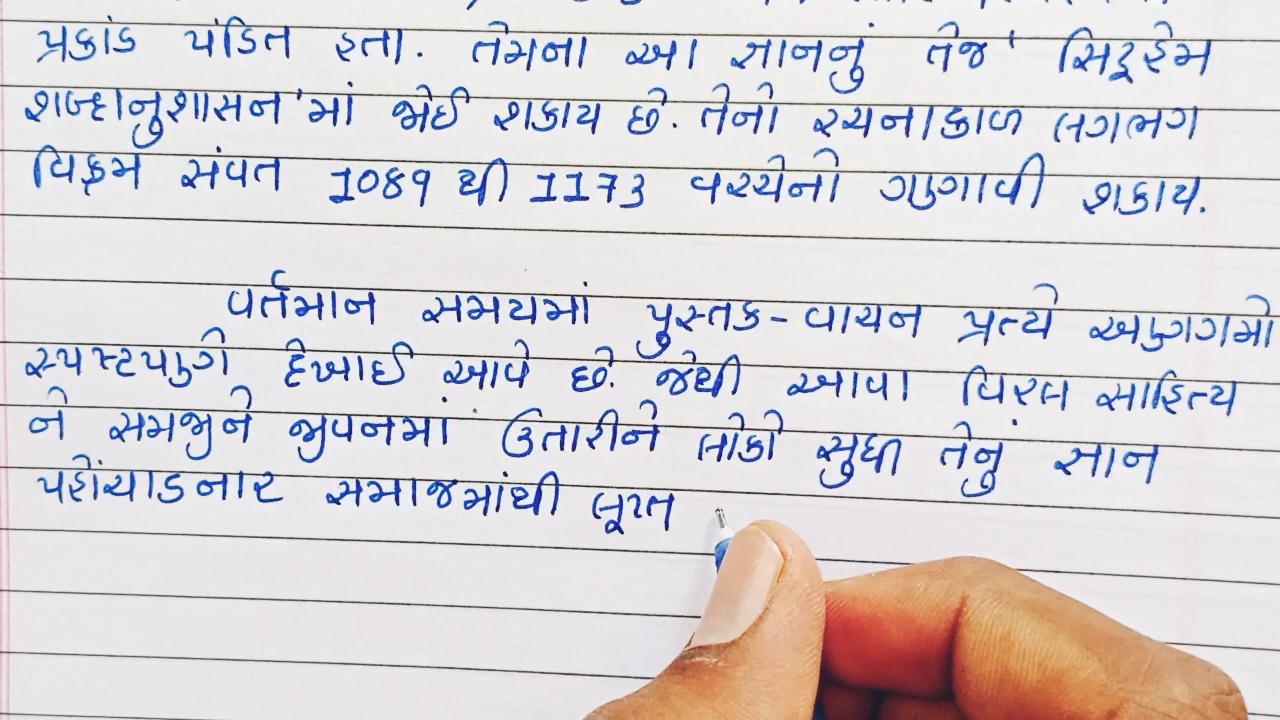 પ્રકાંડ પંડિત હતા. તેમના આ જ્ઞાનનું તેજ 'સિદ્ધહેમ
શબ્દાનુશાસન'માં જોઈ શકાય છે. તેનો રચનાકાળ લગભગ
વિક્રમ સંવત 1089 થી 1173 વચ્ચેનો ગણાવી શકાય.
વર્તમાન સમયમાં પુસ્તક-વાચન પ્રત્યે અણગમો
સ્પષ્ટપણે દેખાઈ આવે છે. જેથી આવા વિરલ સાહિત્ય
ને સમજીને જીવનમાં ઉતારીને લોકો સુધી તેનું જ્ઞાન
પહોંચાડનાર સમાજમાંથી લૂપ્ત